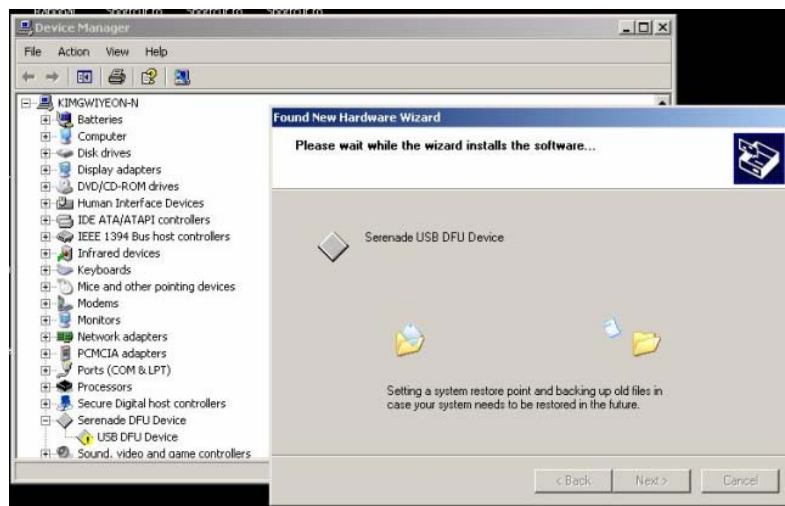 Device Manager
File Action View Help
KIMGWIYEON-N
Batteries
Computer
Disk drives
Display adapters
DVD/CD-ROM drives
Human Interface Devices
IDE ATA/ATAPI controllers
IEEE 1394 Bus host controllers
Infrared devices
Keyboards
Mice and other pointing devices
Modems
Monitors
Network adapters
PCMCIA adapters
Ports (COM & LPT)
Processors
Secure Digital host controllers
Serenade DFU Device
USB DFU Device
Sound, video and game controllers
Found New Hardware Wizard
Please wait while the wizard installs the software...
Serenade USB DFU Device
Setting a system restore point and backing up old files in
case your system needs to be restored in the future.
< Back Next > Cancel